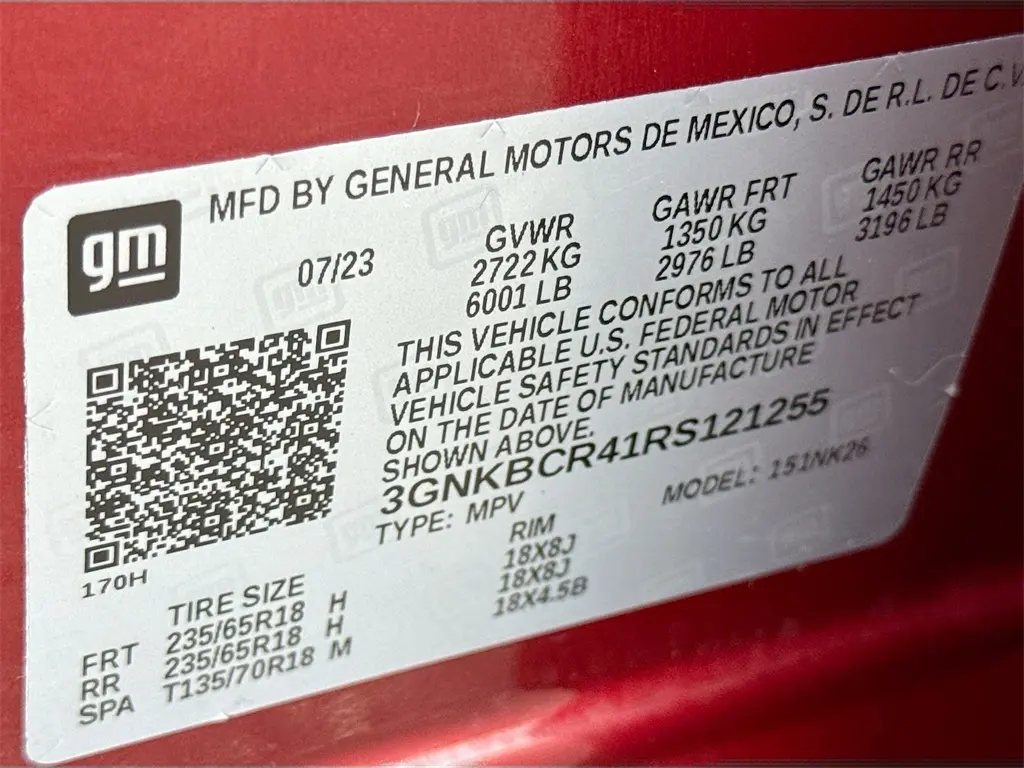 MFD BY GENERAL MOTORS DE MEXICO, S. DE R.L. DE C.V.
gm
07/23
GVWR
2722 KG
6001 LB
GAWR FRT
1350 KG
2976 LB
GAWR RR
1450 KG
3196 LB
THIS VEHICLE CONFORMS TO ALL
APPLICABLE U.S. FEDERAL MOTOR
VEHICLE SAFETY STANDARDS IN EFFECT
ON THE DATE OF MANUFACTURE
SHOWN ABOVE.
3GNKBCR41RS121255
TYPE: MPV
MODEL: 151NK26
170H
TIRE SIZE
RIM
FRT 235/65R18 H 18X8J
RR 235/65R18 H 18X8J
SPA T135/70R18 M 18X4.5B